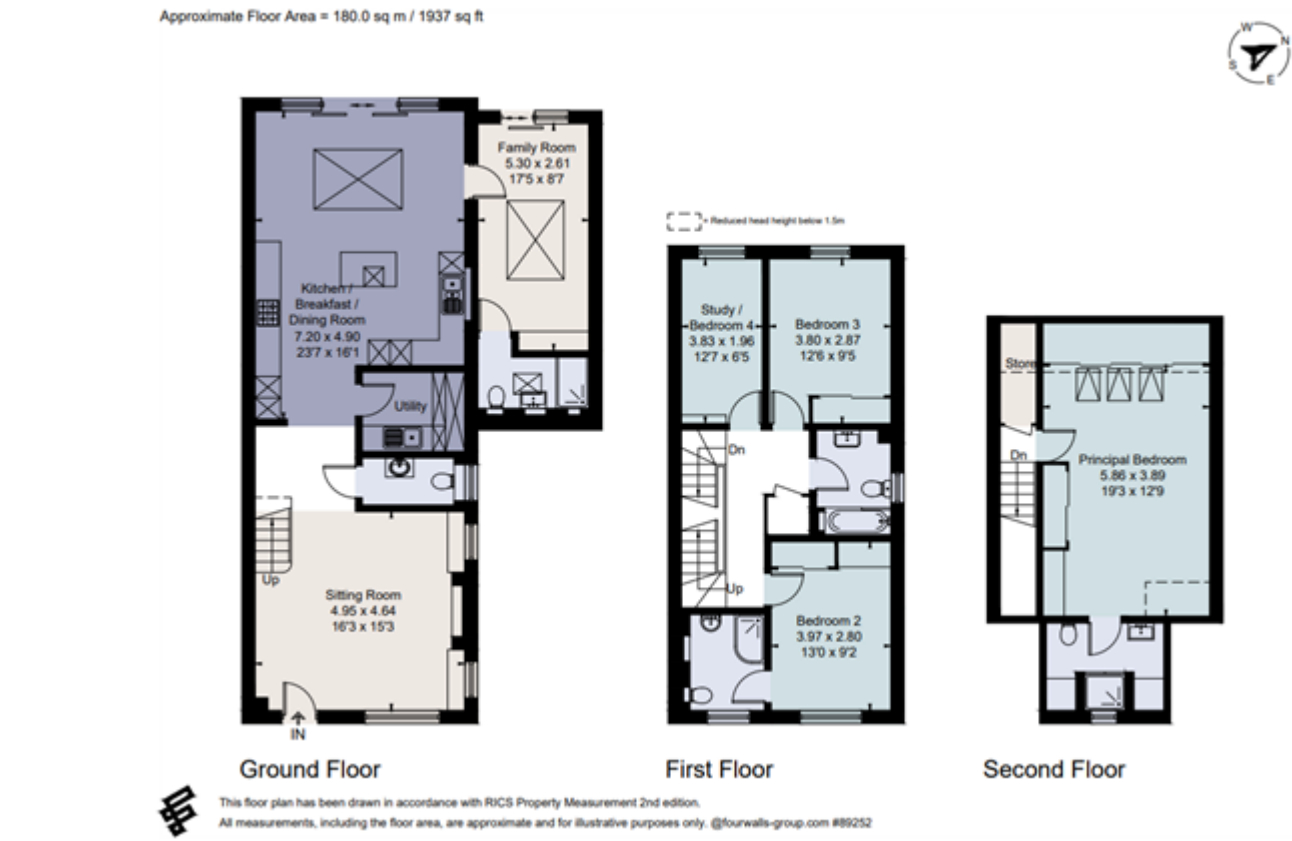 Approximate Floor Area = 180.0 sq m / 1937 sq ft
W
N
S
E
Family Room
5.30 x 2.61
17'5 x 8'7
= Reduced head height below 1.5m
Kitchen /
Breakfast /
Dining Room
7.20 x 4.90
23'7 x 16'1
Utility
Up
Sitting Room
4.95 x 4.64
16'3 x 15'3
IN
Study /
Bedroom 4
3.83 x 1.96
12'7 x 6'5
Bedroom 3
3.80 x 2.87
12'6 x 9'5
Dn
Up
Bedroom 2
3.97 x 2.80
13'0 x 9'2
Store
Dn
Principal Bedroom
5.86 x 3.89
19'3 x 12'9
Ground Floor
First Floor
Second Floor
This floor plan has been drawn in accordance with RICS Property Measurement 2nd edition.
All measurements, including the floor area, are approximate and for illustrative purposes only. @fourwalls-group.com #89252